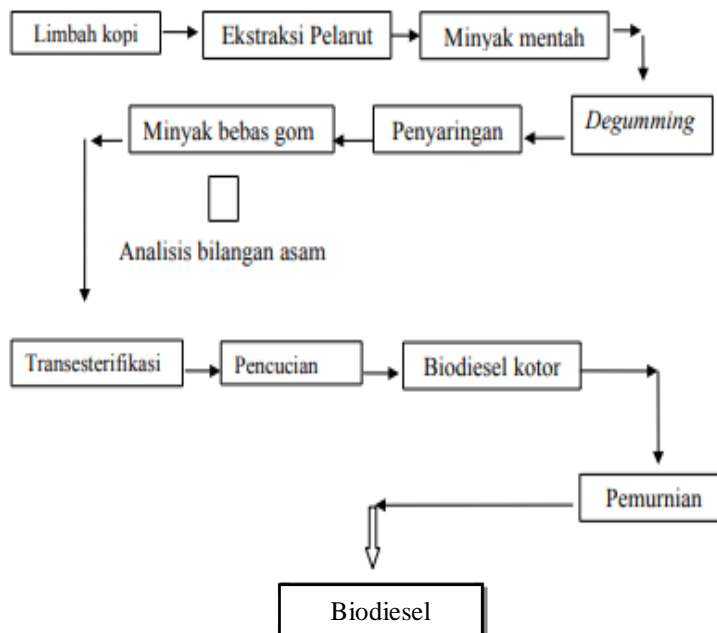 Limbah kopi
Ekstraksi Pelarut
Minyak mentah
Degumming
Penyaringan
Minyak bebas gom
Analisis bilangan asam
Transesterifikasi
Pencucian
Biodiesel kotor
Pemurnian
Biodiesel